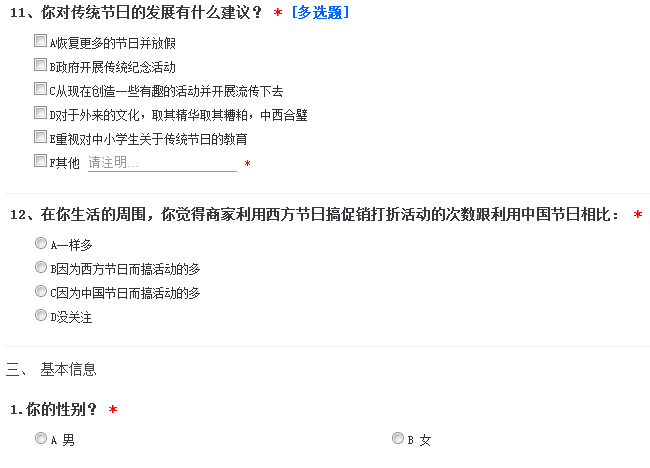 11、你对传统节日的发展有什么建议？ * [多选题]
A恢复更多的节日并放假
B政府开展传统纪念活动
C从现在创造一些有趣的活动并开展流传下去
D对于外来的文化，取其精华取其糟粕，中西合璧
E重视对中小学生关于传统节日的教育
F其他 请注明... *
12、在你生活的周围，你觉得商家利用西方节日搞促销打折活动的次数跟利用中国节日相比： *
A一样多
B因为西方节日而搞活动的多
C因为中国节日而搞活动的多
D没关注
三、 基本信息
1.你的性别？ *
A 男 B 女